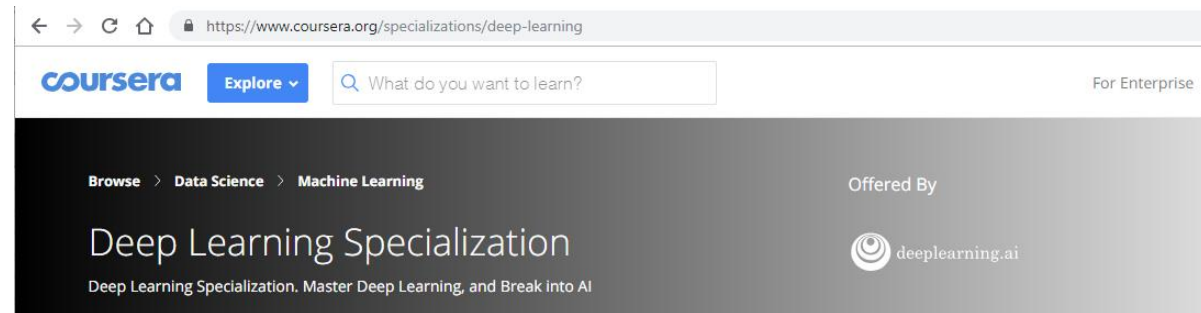 https://www.coursera.org/specializations/deep-learning
coursera Explore What do you want to learn? For Enterprise
Browse > Data Science > Machine Learning
Offered By
Deep Learning Specialization
deeplearning.ai
Deep Learning Specialization. Master Deep Learning, and Break into AI